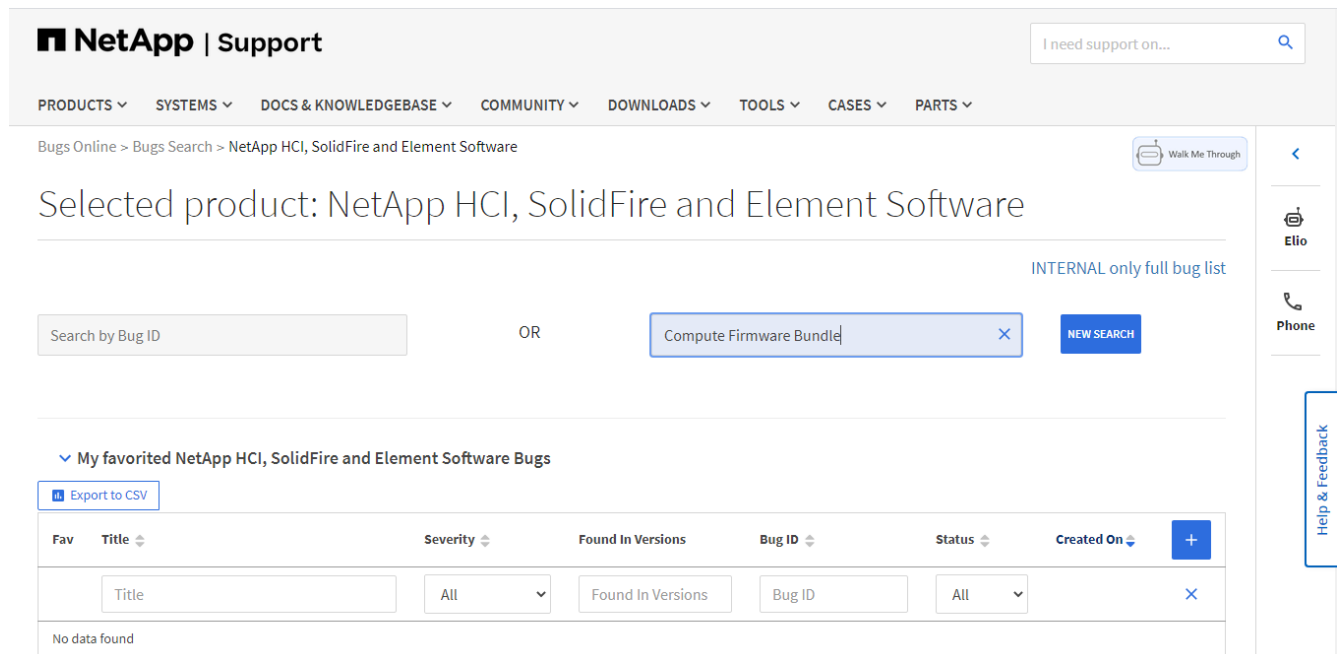 NetApp | Support
I need support on...
PRODUCTS SYSTEMS DOCS & KNOWLEDGEBASE COMMUNITY DOWNLOADS TOOLS CASES PARTS
Bugs Online > Bugs Search > NetApp HCI, SolidFire and Element Software
Walk Me Through
Selected product: NetApp HCI, SolidFire and Element Software
Elio
INTERNAL only full bug list
Phone
Search by Bug ID OR Compute Firmware Bundle NEW SEARCH
Help & Feedback
My favorited NetApp HCI, SolidFire and Element Software Bugs
Export to CSV
Fav Title Severity Found In Versions Bug ID Status Created On +
Title All Found In Versions Bug ID All
No data found